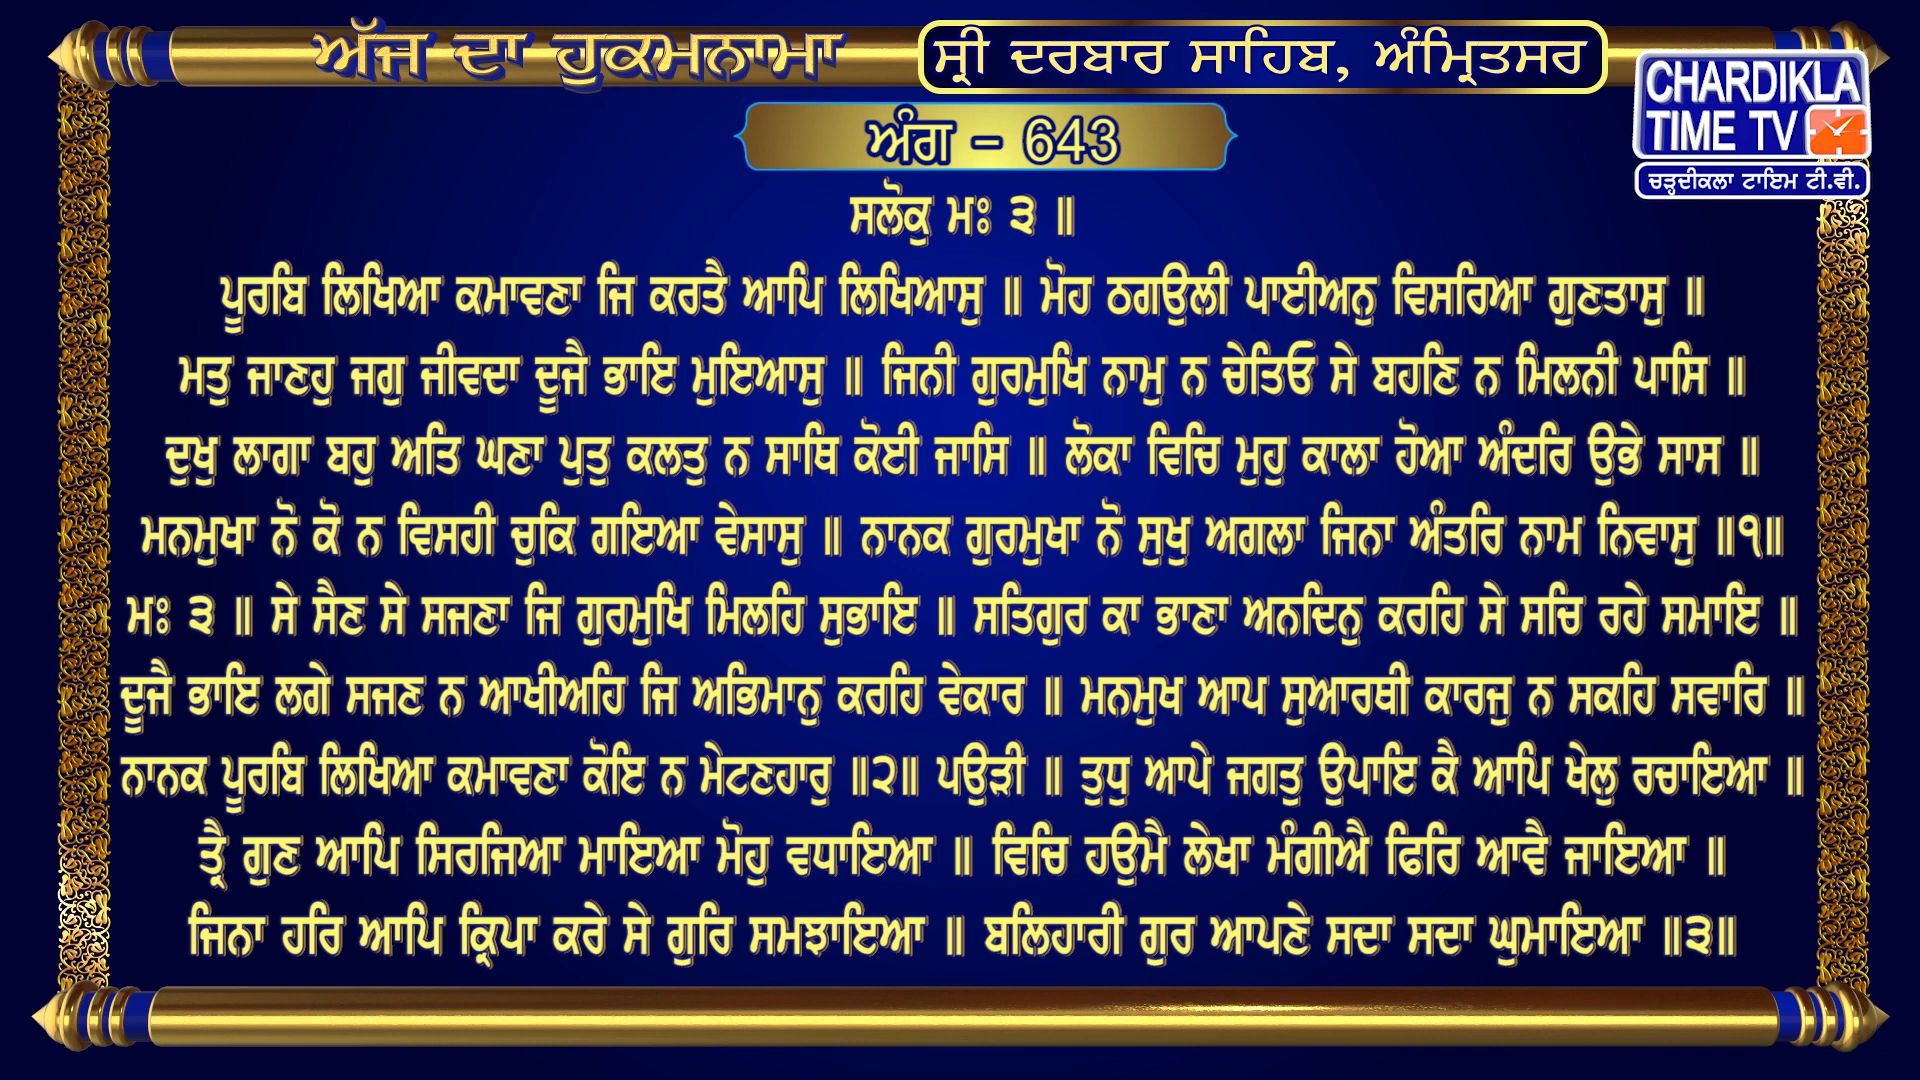 ਅੱਜ ਦਾ ਹੁਕਮਨਾਮਾ
ਸ੍ਰੀ ਦਰਬਾਰ ਸਾਹਿਬ, ਅੰਮ੍ਰਿਤਸਰ
CHARDIKLA
TIME TV
ਚੜ੍ਹਦੀਕਲਾ ਟਾਇਮ ਟੀ.ਵੀ.
ਅੰਗ – 643
ਸਲੋਕੁ ਮਃ ੩ ॥
ਪੂਰਬਿ ਲਿਖਿਆ ਕਮਾਵਣਾ ਜਿ ਕਰਤੈ ਆਪਿ ਲਿਖਿਆਸੁ ॥ ਮੋਹ ਠਗਉਲੀ ਪਾਈਅਨੁ ਵਿਸਰਿਆ ਗੁਣਤਾਸੁ ॥
ਮਤੁ ਜਾਣਹੁ ਜਗੁ ਜੀਵਦਾ ਦੂਜੈ ਭਾਇ ਮੁਇਆਸੁ ॥ ਜਿਨੀ ਗੁਰਮੁਖਿ ਨਾਮੁ ਨ ਚੇਤਿਓ ਸੇ ਬਹਣਿ ਨ ਮਿਲਨੀ ਪਾਸਿ ॥
ਦੁਖੁ ਲਾਗਾ ਬਹੁ ਅਤਿ ਘਣਾ ਪੁਤੁ ਕਲਤੁ ਨ ਸਾਥਿ ਕੋਈ ਜਾਸਿ ॥ ਲੋਕਾ ਵਿਚਿ ਮੁਹੁ ਕਾਲਾ ਹੋਆ ਅੰਦਰਿ ਉਭੇ ਸਾਸ ॥
ਮਨਮੁਖਾ ਨੋ ਕੋ ਨ ਵਿਸਹੀ ਚੁਕਿ ਗਇਆ ਵੇਸਾਸੁ ॥ ਨਾਨਕ ਗੁਰਮੁਖਾ ਨੋ ਸੁਖੁ ਅਗਲਾ ਜਿਨਾ ਅੰਤਰਿ ਨਾਮ ਨਿਵਾਸੁ ॥੧॥
ਮਃ ੩ ॥ ਸੇ ਸੈਣ ਸੇ ਸਜਣਾ ਜਿ ਗੁਰਮੁਖਿ ਮਿਲਹਿ ਸੁਭਾਇ ॥ ਸਤਿਗੁਰ ਕਾ ਭਾਣਾ ਅਨਦਿਨੁ ਕਰਹਿ ਸੇ ਸਚਿ ਰਹੇ ਸਮਾਇ ॥
ਦੂਜੈ ਭਾਇ ਲਗੇ ਸਜਣ ਨ ਆਖੀਅਹਿ ਜਿ ਅਭਿਮਾਨੁ ਕਰਹਿ ਵੇਕਾਰ ॥ ਮਨਮੁਖ ਆਪ ਸੁਆਰਥੀ ਕਾਰਜੁ ਨ ਸਕਹਿ ਸਵਾਰਿ ॥
ਨਾਨਕ ਪੂਰਬਿ ਲਿਖਿਆ ਕਮਾਵਣਾ ਕੋਇ ਨ ਮੇਟਣਹਾਰੁ ॥੨॥ ਪਉੜੀ ॥ ਤੁਧੁ ਆਪੇ ਜਗਤੁ ਉਪਾਇ ਕੈ ਆਪਿ ਖੇਲੁ ਰਚਾਇਆ ॥
ਤ੍ਰੈ ਗੁਣ ਆਪਿ ਸਿਰਜਿਆ ਮਾਇਆ ਮੋਹੁ ਵਧਾਇਆ ॥ ਵਿਚਿ ਹਉਮੈ ਲੇਖਾ ਮੰਗੀਐ ਫਿਰਿ ਆਵੈ ਜਾਇਆ ॥
ਜਿਨਾ ਹਰਿ ਆਪਿ ਕ੍ਰਿਪਾ ਕਰੇ ਸੇ ਗੁਰਿ ਸਮਝਾਇਆ ॥ ਬਲਿਹਾਰੀ ਗੁਰ ਆਪਣੇ ਸਦਾ ਸਦਾ ਘੁਮਾਇਆ ॥੩॥